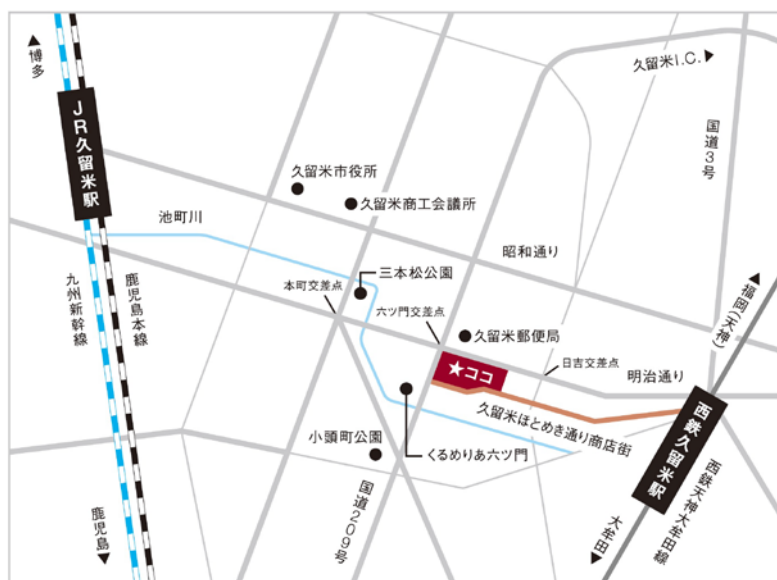 ▲博多
JR久留米駅
久留米I.C.▶
国道3号
久留米市役所
久留米商工会議所
池町川
昭和通り
三本松公園
本町交差点
六ツ門交差点
久留米郵便局
九州新幹線
鹿児島本線
▲福岡(天神)
★ココ
日吉交差点
明治通り
久留米ほとめき通り商店街
西鉄久留米駅
小頭町公園
くるめりあ六ツ門
国道209号
西鉄天神大牟田線
鹿児島▼
大牟田▼